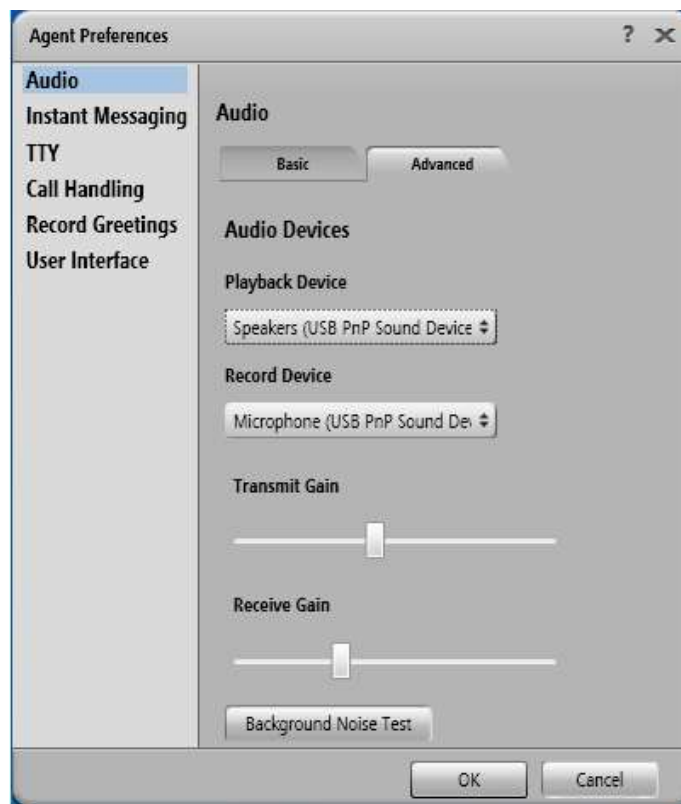 Agent Preferences
?
Audio
Instant Messaging
TTY
Call Handling
Record Greetings
User Interface
Audio
Basic
Advanced
Audio Devices
Playback Device
Speakers (USB PnP Sound Device
Record Device
Microphone (USB PnP Sound De
Transmit Gain
Receive Gain
Background Noise Test
OK
Cancel